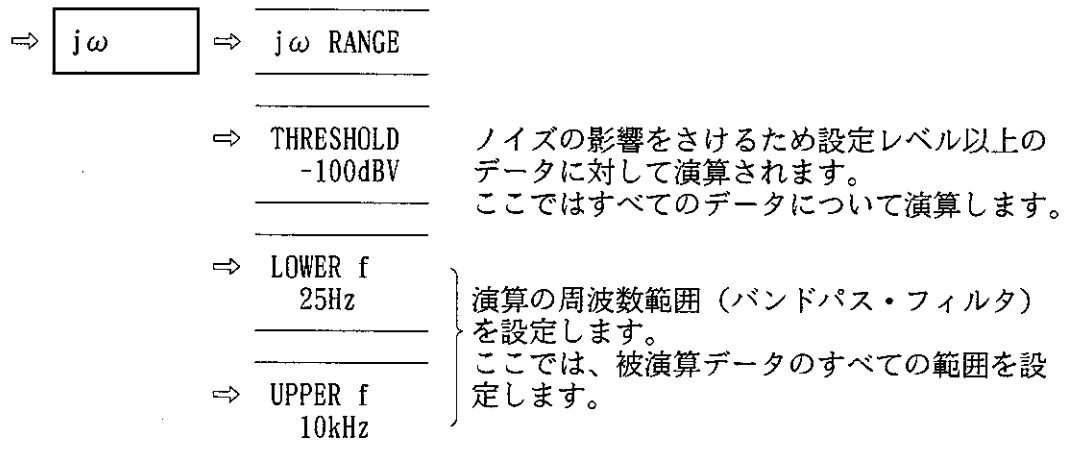 ⇨ jω ⇨ jω RANGE
⇨ THRESHOLD
-100dBV
ノイズの影響をさけるため設定レベル以上の
データに対して演算されます。
ここではすべてのデータについて演算します。
⇨ LOWER f
25Hz
⇨ UPPER f
10kHz
演算の周波数範囲（バンドパス・フィルタ）
を設定します。
ここでは、被演算データのすべての範囲を設
定します。